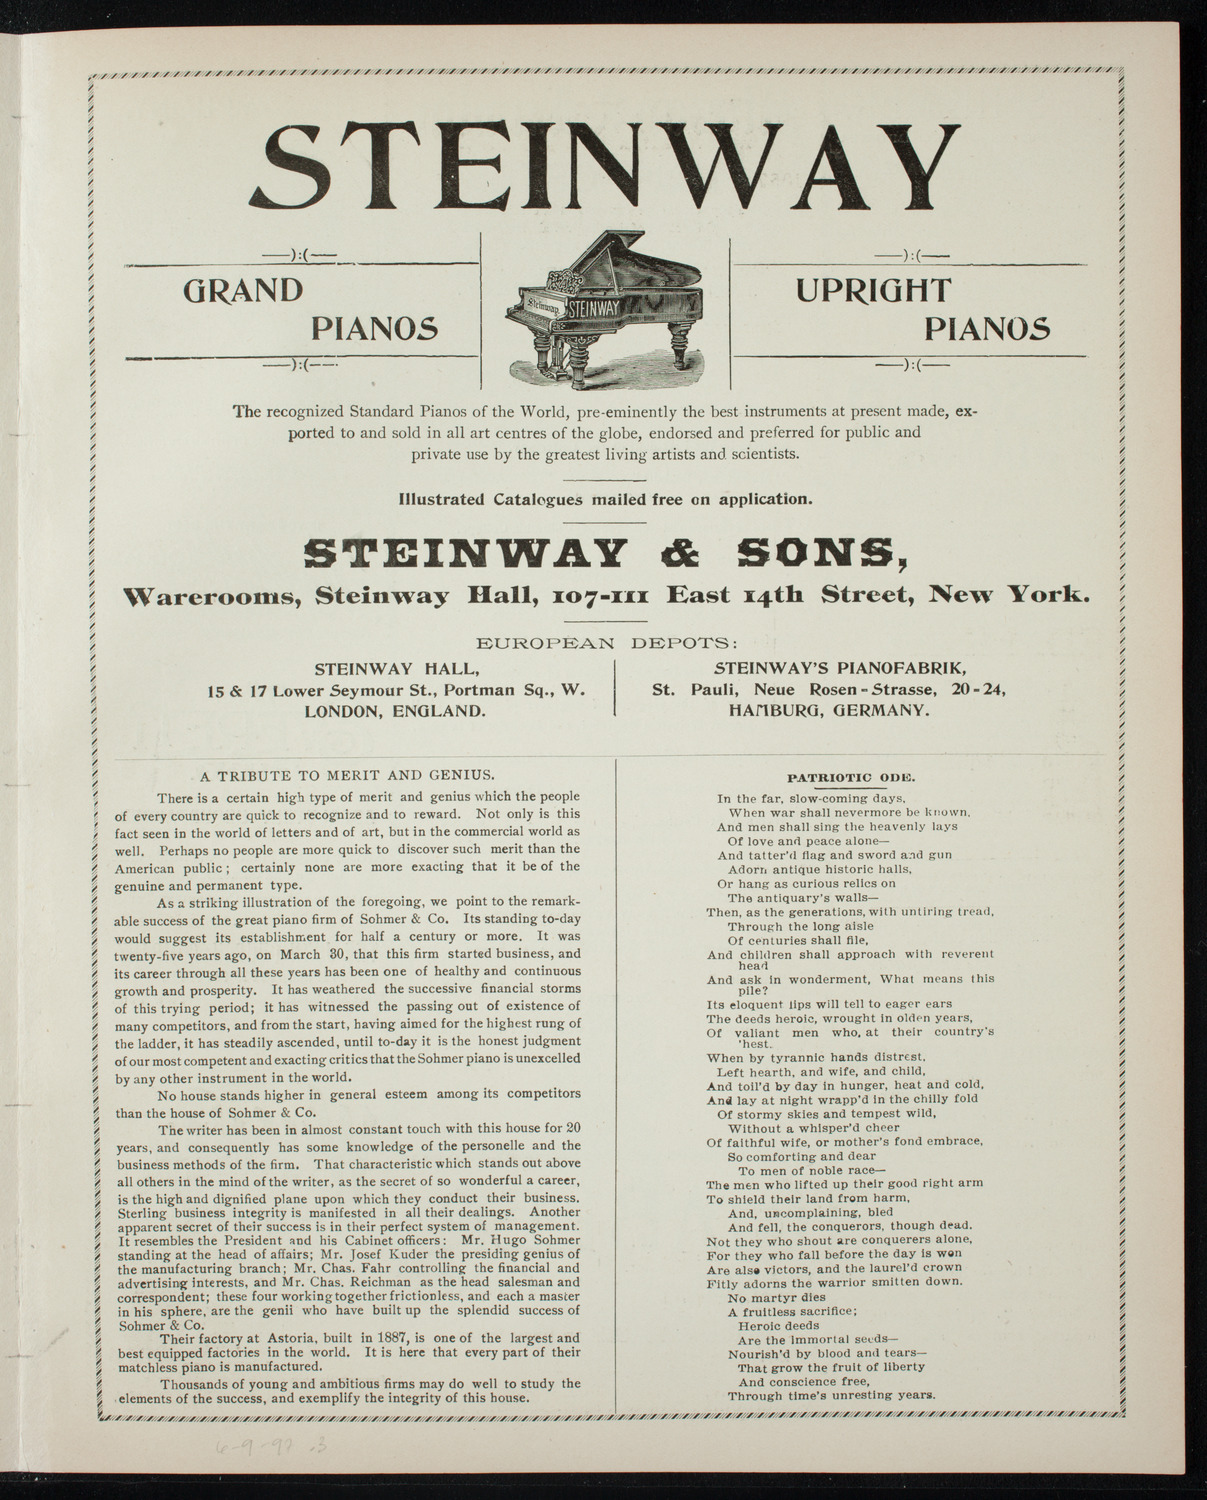 STEINWAY
GRAND
PIANOS
Steinway
STEINWAY
UPRIGHT
PIANOS
The recognized Standard Pianos of the World, pre-eminently the best instruments at present made, ex-
ported to and sold in all art centres of the globe, endorsed and preferred for public and
private use by the greatest living artists and scientists.
Illustrated Catalogues mailed free on application.
STEINWAY & SONS,
Warerooms, Steinway Hall, 107-111 East 14th Street, New York.
EUROPEAN DEPOTS:
STEINWAY HALL,
15 & 17 Lower Seymour St., Portman Sq., W.
LONDON, ENGLAND.
STEINWAY'S PIANOFABRIK,
St. Pauli, Neue Rosen-Strasse, 20-24,
HAMBURG, GERMANY.
A TRIBUTE TO MERIT AND GENIUS.
There is a certain high type of merit and genius which the people
of every country are quick to recognize and to reward. Not only is this
fact seen in the world of letters and of art, but in the commercial world as
well. Perhaps no people are more quick to discover such merit than the
American public; certainly none are more exacting that it be of the
genuine and permanent type.
As a striking illustration of the foregoing, we point to the remark-
able success of the great piano firm of Sohmer & Co. Its standing to-day
would suggest its establishment for half a century or more. It was
twenty-five years ago, on March 30, that this firm started business, and
its career through all these years has been one of healthy and continuous
growth and prosperity. It has weathered the successive financial storms
of this trying period; it has witnessed the passing out of existence of
many competitors, and from the start, having aimed for the highest rung of
the ladder, it has steadily ascended, until to-day it is the honest judgment
of our most competent and exacting critics that the Sohmer piano is unexcelled
by any other instrument in the world.
No house stands higher in general esteem among its competitors
than the house of Sohmer & Co.
The writer has been in almost constant touch with this house for 20
years, and consequently has some knowledge of the personelle and the
business methods of the firm. That characteristic which stands out above
all others in the mind of the writer, as the secret of so wonderful a career,
is the high and dignified plane upon which they conduct their business.
Sterling business integrity is manifested in all their dealings. Another
apparent secret of their success is in their perfect system of management.
It resembles the President and his Cabinet officers: Mr. Hugo Sohmer
standing at the head of affairs; Mr. Josef Kuder the presiding genius of
the manufacturing branch; Mr. Chas. Fahr controlling the financial and
advertising interests, and Mr. Chas. Reichman as the head salesman and
correspondent; these four working together frictionless, and each a master
in his sphere, are the genii who have built up the splendid success of
Sohmer & Co.
Their factory at Astoria, built in 1887, is one of the largest and
best equipped factories in the world. It is here that every part of their
matchless piano is manufactured.
Thousands of young and ambitious firms may do well to study the
elements of the success, and exemplify the integrity of this house.
PATRIOTIC ODE.
In the far, slow-coming days,
When war shall nevermore be known,
And men shall sing the heavenly lays
Of love and peace alone—
And tatter'd flag and sword and gun
Adorn antique historic halls,
Or hang as curious relics on
The antiquary's walls—
Then, as the generations, with untiring tread,
Through the long aisle
Of centuries shall file,
And children shall approach with reverent
head
And ask in wonderment, What means this
pile?
Its eloquent lips will tell to eager ears
The deeds heroic, wrought in olden years,
Of valiant men who, at their country's
'hest.
When by tyrannic hands distrest,
Left hearth, and wife, and child,
And toil'd by day in hunger, heat and cold,
And lay at night wrapp'd in the chilly fold
Of stormy skies and tempest wild,
Without a whisper'd cheer
Of faithful wife, or mother's fond embrace,
So comforting and dear
To men of noble race—
The men who lifted up their good right arm
To shield their land from harm,
And, uncomplaining, bled
And fell, the conquerors, though dead.
Not they who shout are conquerers alone,
For they who fall before the day is won
Are also victors, and the laurel'd crown
Fitly adorns the warrior smitten down.
No martyr dies
A fruitless sacrifice;
Heroic deeds
Are the immortal seeds—
Nourish'd by blood and tears—
That grow the fruit of liberty
And conscience free,
Through time's unresting years.
6-9-97 .3